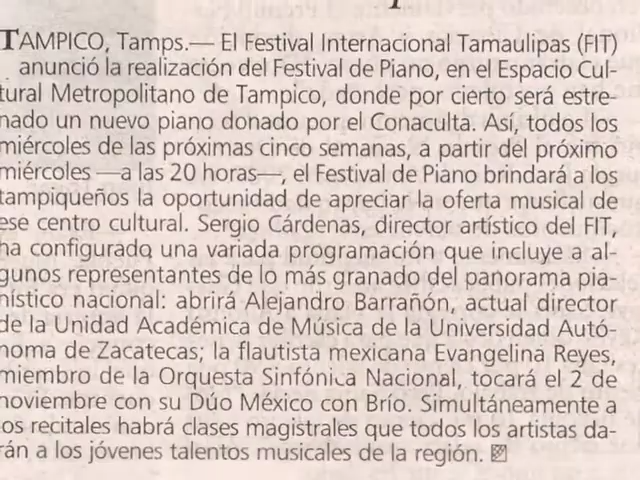 TAMPICO, Tamps.— El Festival Internacional Tamaulipas (FIT)
anunció la realización del Festival de Piano, en el Espacio Cul-
tural Metropolitano de Tampico, donde por cierto será estre-
nado un nuevo piano donado por el Conaculta. Así, todos los
miércoles de las próximas cinco semanas, a partir del próximo
miércoles —a las 20 horas—, el Festival de Piano brindará a los
tampiqueños la oportunidad de apreciar la oferta musical de
ese centro cultural. Sergio Cárdenas, director artístico del FIT,
ha configurado una variada programación que incluye a al-
gunos representantes de lo más granado del panorama pia-
nístico nacional: abrirá Alejandro Barrañón, actual director
de la Unidad Académica de Música de la Universidad Autó-
noma de Zacatecas; la flautista mexicana Evangelina Reyes,
miembro de la Orquesta Sinfónica Nacional, tocará el 2 de
noviembre con su Dúo México con Brío. Simultáneamente a
los recitales habrá clases magistrales que todos los artistas da-
rán a los jóvenes talentos musicales de la región.